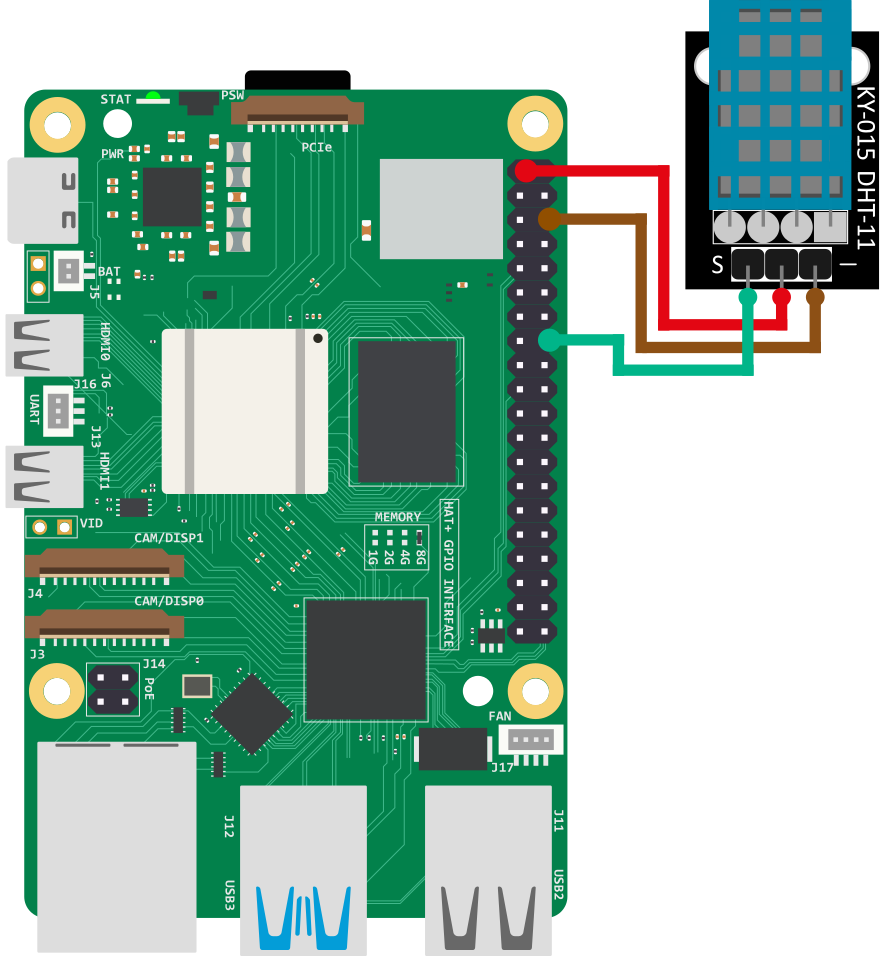 STAT
PSW
PCIe
PWR
BAT
J5
HDMI0
J6
J16
UART
J13
HDMI1
VID
CAM/DISP1
J4
CAM/DISP0
J3
J14
PoE
MEMORY
1G
2G
4G
8G
HAT+ GPIO INTERFACE
FAN
J17
J12
USB3
J11
USB2
KY-015 DHT-11
S
—